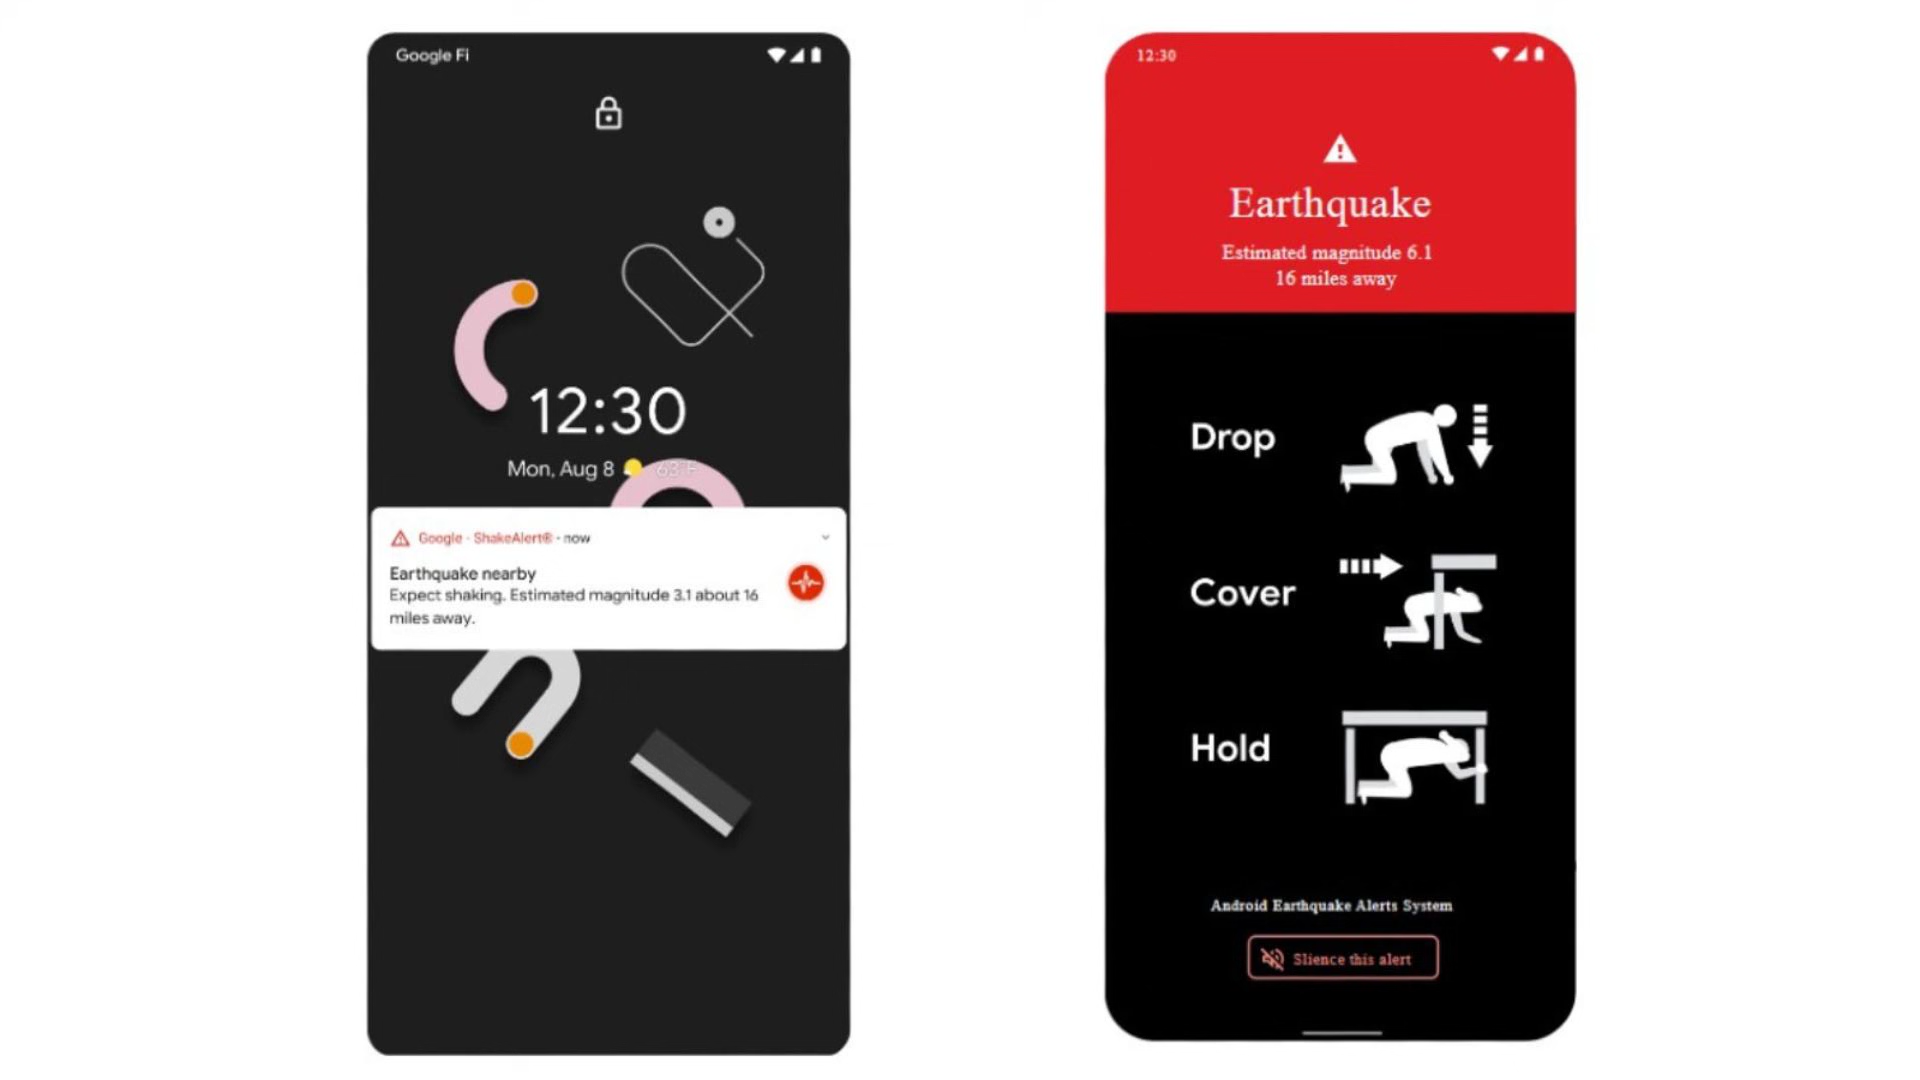 Google Fi
12:30
Mon, Aug 8 63°F
Google · ShakeAlert® · now
Earthquake nearby
Expect shaking. Estimated magnitude 3.1 about 16
miles away.
12:30
Earthquake
Estimated magnitude 6.1
16 miles away
Drop
Cover
Hold
Android Earthquake Alerts System
Slience this alert